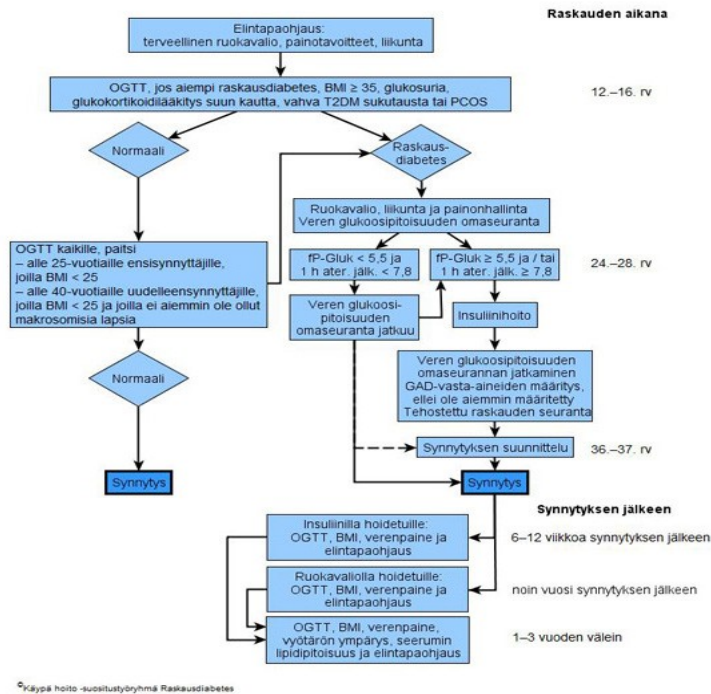 Raskauden aikana
Elintapaohjaus:
terveellinen ruokavalio, painotavoitteet, liikunta
OGTT, jos aiempi raskausdiabetes, BMI ≥ 35, glukosuria,
glukokortikoidilääkitys suun kautta, vahva T2DM sukutausta tai PCOS
12.–16. rv
Normaali
Raskaus-
diabetes
Ruokavalio, liikunta ja painonhallinta
Veren glukoosipitoisuuden omaseuranta
OGTT kaikille, paitsi
– alle 25-vuotiaille ensisynnyttäjille,
joilla BMI < 25
– alle 40-vuotiaille uudelleensynnyttäjille,
joilla BMI < 25 ja joilla ei aiemmin ole ollut
makrosomisia lapsia
fP-Gluk < 5,5 ja
1 h ater. jälk. < 7,8
fP-Gluk ≥ 5,5 ja / tai
1 h ater. jälk. ≥ 7,8
24.–28. rv
Veren glukoosi-
pitoisuuden
omaseuranta jatkuu
Insuliinihoito
Veren glukoosipitoisuuden
omaseurannan jatkaminen
GAD-vasta-aineiden määritys,
ellei ole aiemmin määritetty
Tehostettu raskauden seuranta
Normaali
Synnytyksen suunnittelu
36.–37. rv
Synnytys
Synnytys
Synnytyksen jälkeen
Insuliinilla hoidetuille:
OGTT, BMI, verenpaine ja
elintapaohjaus
6–12 viikkoa synnytyksen jälkeen
Ruokavaliolla hoidetuille:
OGTT, BMI, verenpaine ja
elintapaohjaus
noin vuosi synnytyksen jälkeen
OGTT, BMI, verenpaine,
vyötärön ympärys, seerumin
lipidipitoisuus ja elintapaohjaus
1–3 vuoden välein
©Käypä hoito -suositustyöryhmä Raskausdiabetes